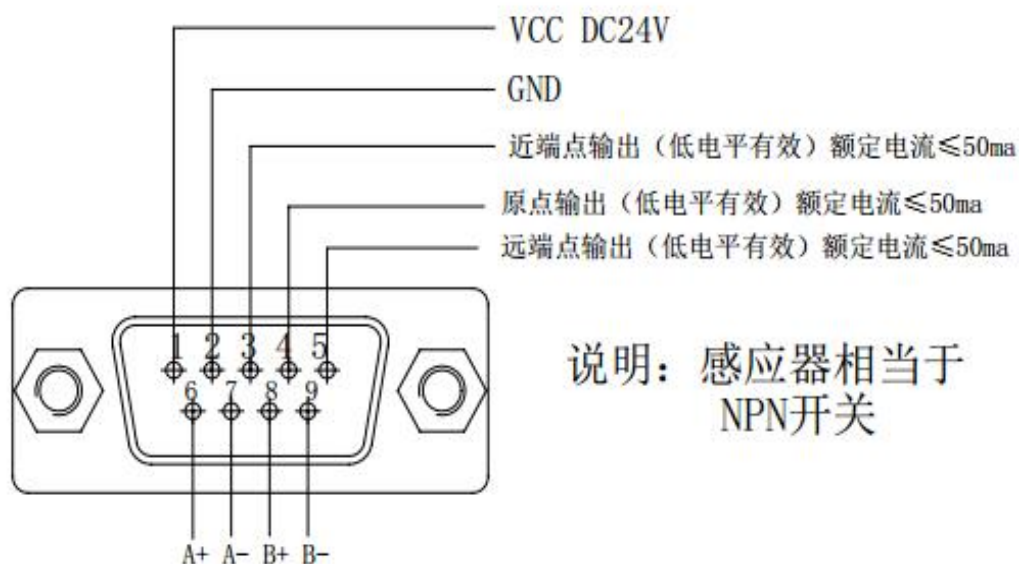 VCC DC24V
GND
近端点输出（低电平有效）额定电流≤50ma
原点输出（低电平有效）额定电流≤50ma
远端点输出（低电平有效）额定电流≤50ma
1 2 3 4 5
6 7 8 9
说明：感应器相当于
NPN开关
A+ A- B+ B-